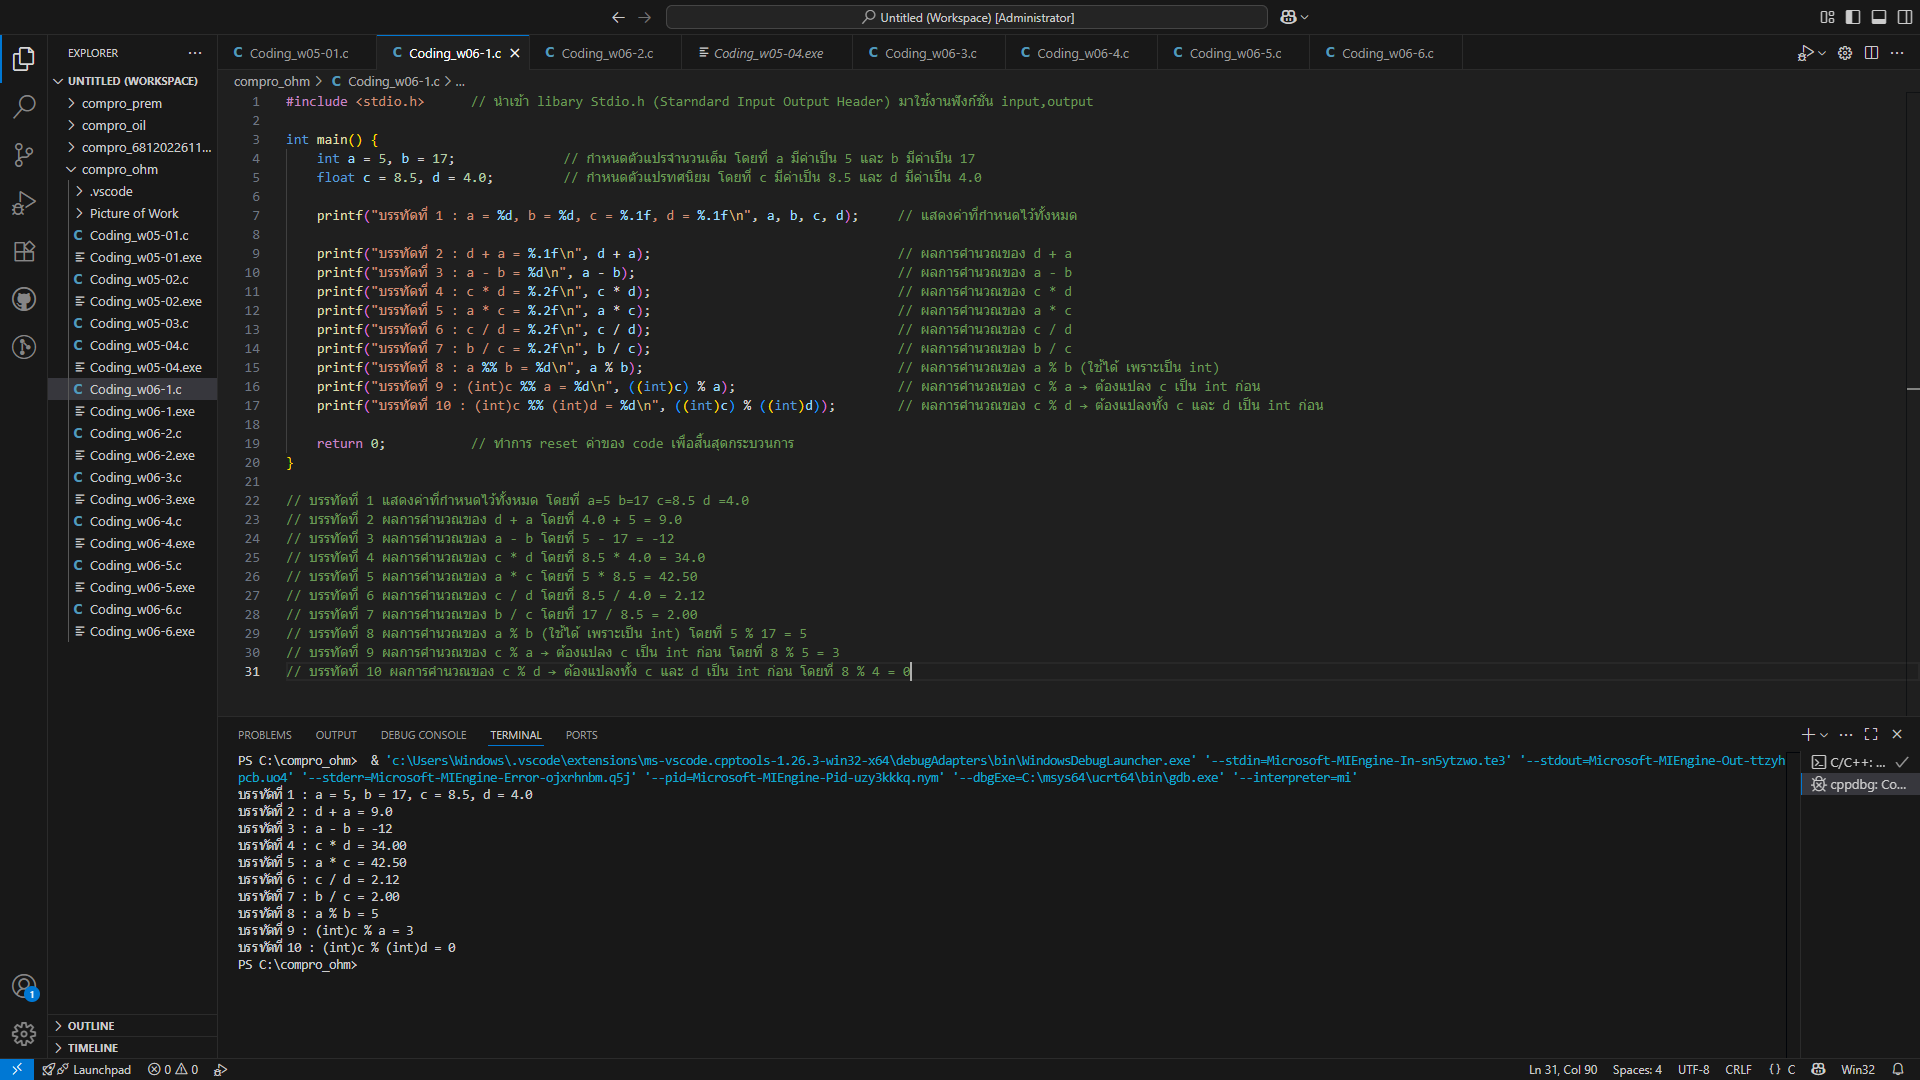 Untitled (Workspace) [Administrator]
EXPLORER
UNTITLED (WORKSPACE)
compro_prem
compro_oil
compro_6812022611...
compro_ohm
.vscode
Picture of Work
Coding_w05-01.c
Coding_w05-01.exe
Coding_w05-02.c
Coding_w05-02.exe
Coding_w05-03.c
Coding_w05-04.c
Coding_w05-04.exe
Coding_w06-1.c
Coding_w06-1.exe
Coding_w06-2.c
Coding_w06-2.exe
Coding_w06-3.c
Coding_w06-3.exe
Coding_w06-4.c
Coding_w06-4.exe
Coding_w06-5.c
Coding_w06-5.exe
Coding_w06-6.c
Coding_w06-6.exe
OUTLINE
TIMELINE
Coding_w05-01.c Coding_w06-1.c Coding_w06-2.c Coding_w05-04.exe Coding_w06-3.c Coding_w06-4.c Coding_w06-5.c Coding_w06-6.c
compro_ohm > C Coding_w06-1.c > ...
1 #include <stdio.h> // นำเข้า libary Stdio.h (Starndard Input Output Header) มาใช้งานฟังก์ชั่น input,output
2
3 int main() {
4 int a = 5, b = 17; // กำหนดตัวแปรจำนวนเต็ม โดยที่ a มีค่าเป็น 5 และ b มีค่าเป็น 17
5 float c = 8.5, d = 4.0; // กำหนดตัวแปรทศนิยม โดยที่ c มีค่าเป็น 8.5 และ d มีค่าเป็น 4.0
6
7 printf("บรรทัดที่ 1 : a = %d, b = %d, c = %.1f, d = %.1f\n", a, b, c, d); // แสดงค่าที่กำหนดไว้ทั้งหมด
8
9 printf("บรรทัดที่ 2 : d + a = %.1f\n", d + a); // ผลการคำนวณของ d + a
10 printf("บรรทัดที่ 3 : a - b = %d\n", a - b); // ผลการคำนวณของ a - b
11 printf("บรรทัดที่ 4 : c * d = %.2f\n", c * d); // ผลการคำนวณของ c * d
12 printf("บรรทัดที่ 5 : a * c = %.2f\n", a * c); // ผลการคำนวณของ a * c
13 printf("บรรทัดที่ 6 : c / d = %.2f\n", c / d); // ผลการคำนวณของ c / d
14 printf("บรรทัดที่ 7 : b / c = %.2f\n", b / c); // ผลการคำนวณของ b / c
15 printf("บรรทัดที่ 8 : a %% b = %d\n", a % b); // ผลการคำนวณของ a % b (ใช้ได้ เพราะเป็น int)
16 printf("บรรทัดที่ 9 : (int)c %% a = %d\n", ((int)c) % a); // ผลการคำนวณของ c % a → ต้องแปลง c เป็น int ก่อน
17 printf("บรรทัดที่ 10 : (int)c %% (int)d = %d\n", ((int)c) % ((int)d)); // ผลการคำนวณของ c % d → ต้องแปลงทั้ง c และ d เป็น int ก่อน
18
19 return 0; // ทำการ reset ค่าของ code เพื่อสิ้นสุดกระบวนการ
20 }
21
22 // บรรทัดที่ 1 แสดงค่าที่กำหนดไว้ทั้งหมด โดยที่ a=5 b=17 c=8.5 d =4.0
23 // บรรทัดที่ 2 ผลการคำนวณของ d + a โดยที่ 4.0 + 5 = 9.0
24 // บรรทัดที่ 3 ผลการคำนวณของ a - b โดยที่ 5 - 17 = -12
25 // บรรทัดที่ 4 ผลการคำนวณของ c * d โดยที่ 8.5 * 4.0 = 34.0
26 // บรรทัดที่ 5 ผลการคำนวณของ a * c โดยที่ 5 * 8.5 = 42.50
27 // บรรทัดที่ 6 ผลการคำนวณของ c / d โดยที่ 8.5 / 4.0 = 2.12
28 // บรรทัดที่ 7 ผลการคำนวณของ b / c โดยที่ 17 / 8.5 = 2.00
29 // บรรทัดที่ 8 ผลการคำนวณของ a % b (ใช้ได้ เพราะเป็น int) โดยที่ 5 % 17 = 5
30 // บรรทัดที่ 9 ผลการคำนวณของ c % a → ต้องแปลง c เป็น int ก่อน โดยที่ 8 % 5 = 3
31 // บรรทัดที่ 10 ผลการคำนวณของ c % d → ต้องแปลงทั้ง c และ d เป็น int ก่อน โดยที่ 8 % 4 = 0
PROBLEMS OUTPUT DEBUG CONSOLE TERMINAL PORTS
PS C:\compro_ohm> & 'c:\Users\Windows\.vscode\extensions\ms-vscode.cpptools-1.26.3-win32-x64\debugAdapters\bin\WindowsDebugLauncher.exe' '--stdin=Microsoft-MIEngine-In-sn5ytzwo.te3' '--stdout=Microsoft-MIEngine-Out-ttzyh
pcb.uo4' '--stderr=Microsoft-MIEngine-Error-ojxrhnbm.q5j' '--pid=Microsoft-MIEngine-Pid-uzy3kkkq.nym' '--dbgExe=C:\msys64\ucrt64\bin\gdb.exe' '--interpreter=mi'
บรรทัดที่ 1 : a = 5, b = 17, c = 8.5, d = 4.0
บรรทัดที่ 2 : d + a = 9.0
บรรทัดที่ 3 : a - b = -12
บรรทัดที่ 4 : c * d = 34.00
บรรทัดที่ 5 : a * c = 42.50
บรรทัดที่ 6 : c / d = 2.12
บรรทัดที่ 7 : b / c = 2.00
บรรทัดที่ 8 : a % b = 5
บรรทัดที่ 9 : (int)c % a = 3
บรรทัดที่ 10 : (int)c % (int)d = 0
PS C:\compro_ohm>
C/C++: ...
cppdbg: Co...
1
Launchpad 0 0 Ln 31, Col 90 Spaces: 4 UTF-8 CRLF {} C Win32